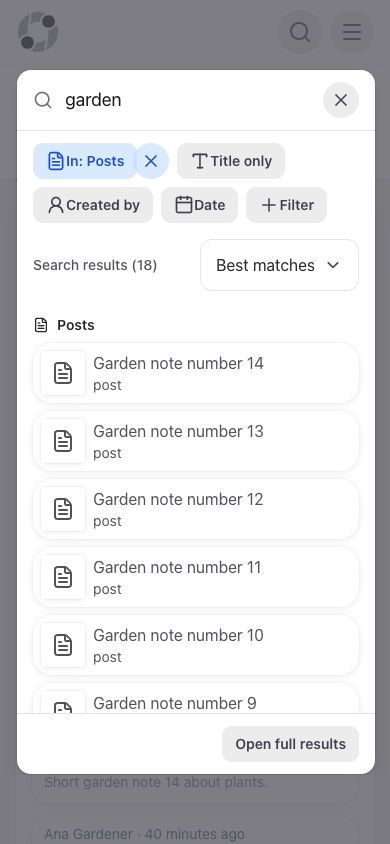 garden
In: Posts
Title only
Created by
Date
Filter
Search results (18)
Best matches
Posts
Garden note number 14
post
Garden note number 13
post
Garden note number 12
post
Garden note number 11
post
Garden note number 10
post
Garden note number 9
Open full results
Short garden note 14 about plants.
Ana Gardener · 40 minutes ago